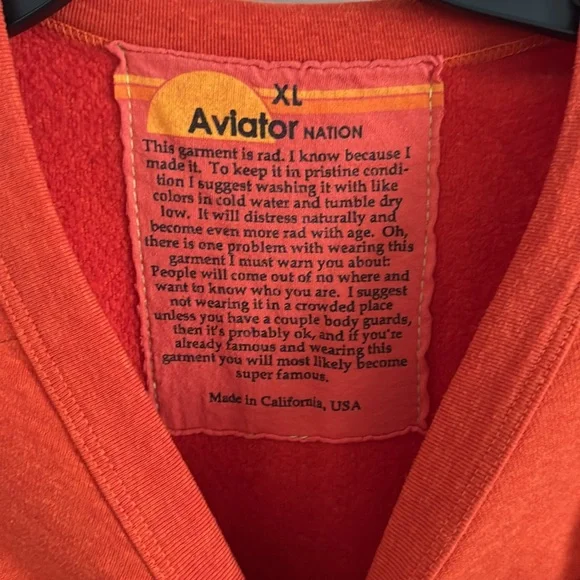 XL
Aviator NATION
This garment is rad. I know because I
made it. To keep it in pristine condi-
tion I suggest washing it with like
colors in cold water and tumble dry
low. It will distress naturally and
become even more rad with age. Oh,
there is one problem with wearing this
garment I must warn you about:
People will come out of no where and
want to know who you are. I suggest
not wearing it in a crowded place
unless you have a couple body guards,
then it's probably ok, and if you're
already famous and wearing this
garment you will most likely become
super famous.
Made in California, USA